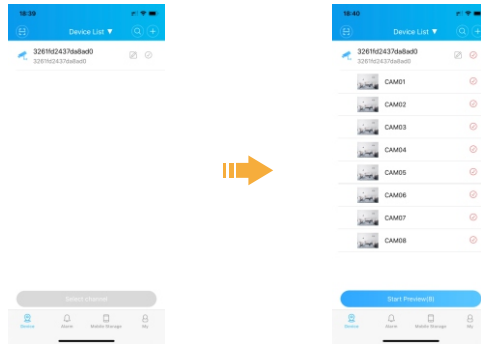 18:39
Device List ▼
3261fd2437da8ad0
3261fd2437da8ad0
Select channel
Device
Alarm
Mobile Storage
My
18:40
Device List ▼
3261fd2437da8ad0
3261fd2437da8ad0
CAM01
CAM02
CAM03
CAM04
CAM05
CAM06
CAM07
CAM08
Start Preview(8)
Device
Alarm
Mobile Storage
My